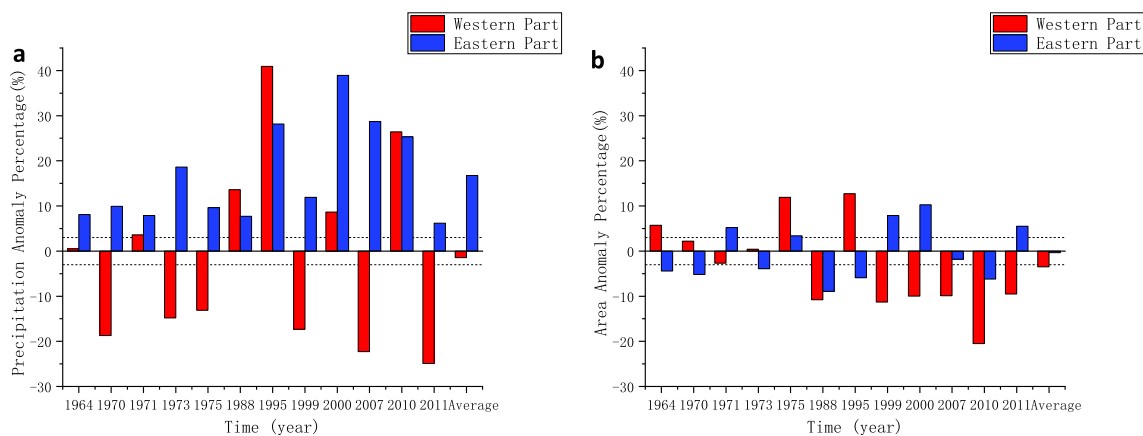 a
Western Part
Eastern Part
Precipitation Anomaly Percentage(%)
40
30
20
10
0
-10
-20
-30
1964 1970 1971 1973 1975 1988 1995 1999 2000 2007 2010 2011 Average
Time (year)
b
Western Part
Eastern Part
Area Anomaly Percentage(%)
40
30
20
10
0
-10
-20
-30
1964 1970 1971 1973 1975 1988 1995 1999 2000 2007 2010 2011 Average
Time (year)